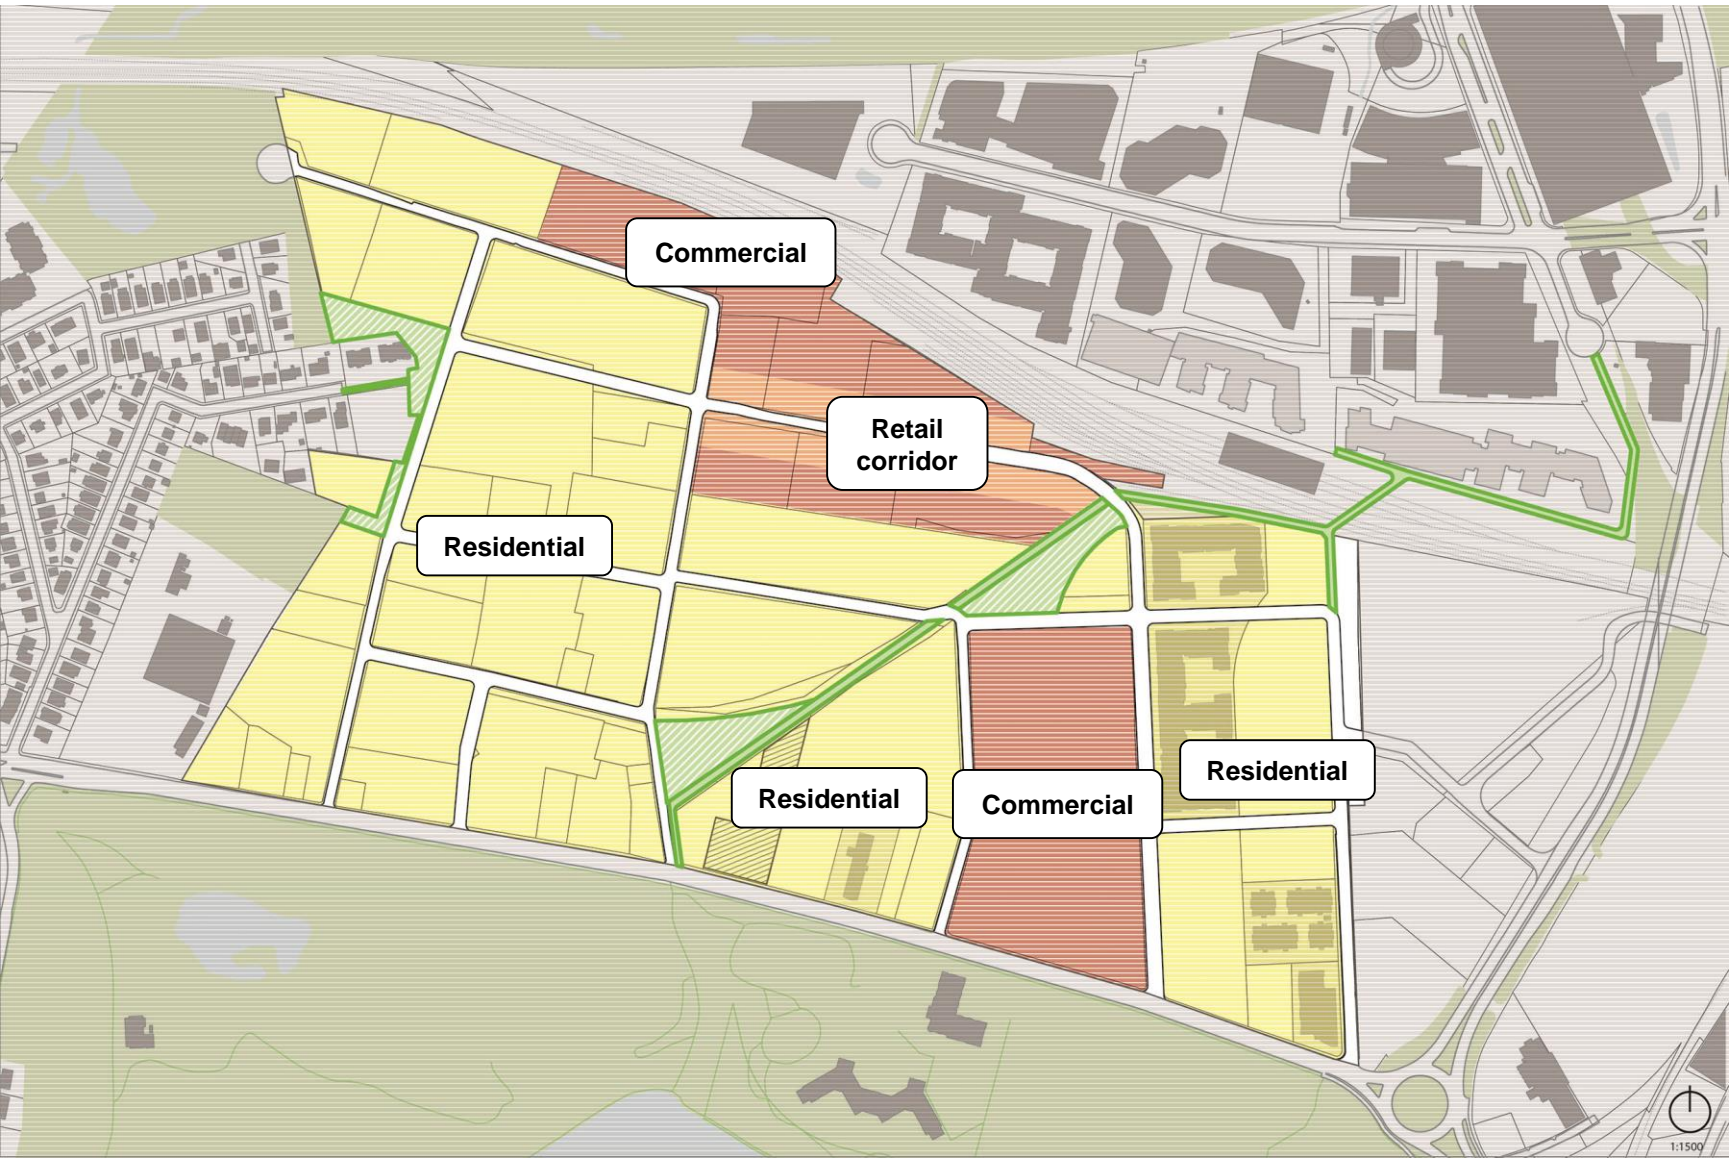 Commercial
Retail
corridor
Residential
Residential
Commercial
Residential
1:1500